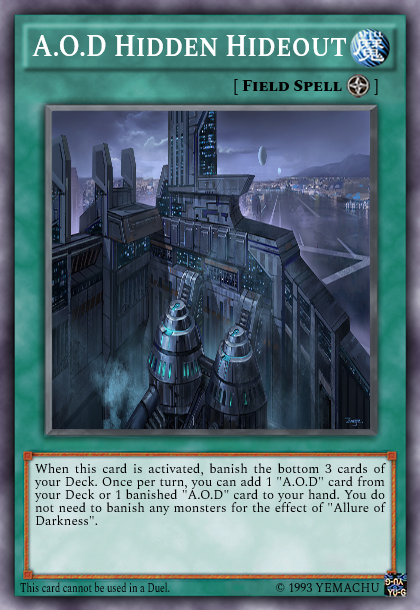 A.O.D HIDDEN HIDEOUT
[ FIELD SPELL ]
When this card is activated, banish the bottom 3 cards of
your Deck. Once per turn, you can add 1 "A.O.D" card from
your Deck or 1 banished "A.O.D" card to your hand. You do
not need to banish any monsters for the effect of "Allure of
Darkness".
This card cannot be used in a Duel.
© 1993 YEMACHU